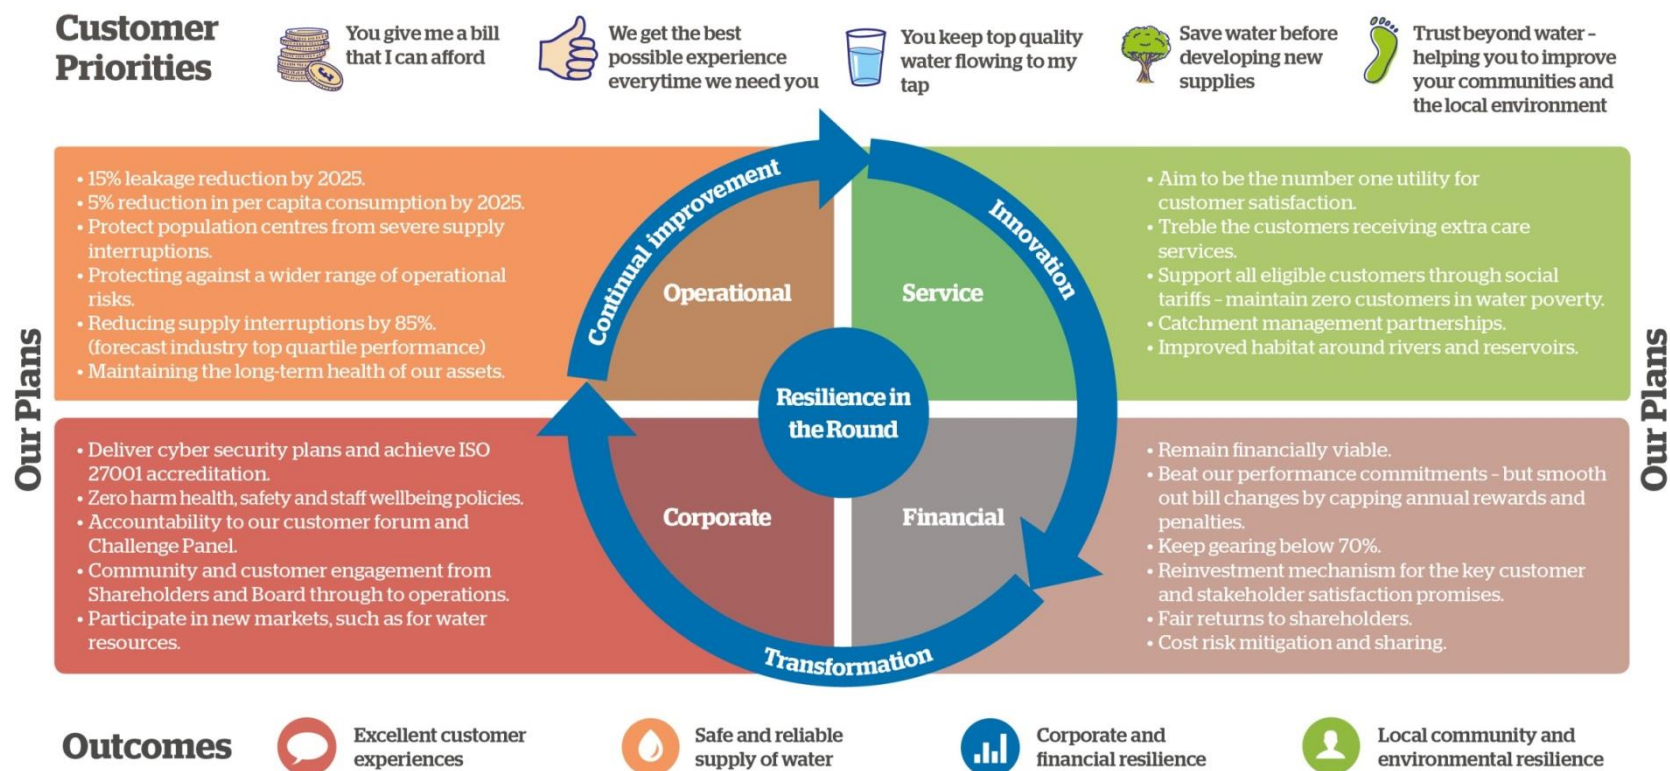 Customer
Priorities
You give me a bill
that I can afford
We get the best
possible experience
everytime we need you
You keep top quality
water flowing to my
tap
Save water before
developing new
supplies
Trust beyond water –
helping you to improve
your communities and
the local environment
Our Plans
• 15% leakage reduction by 2025.
• 5% reduction in per capita consumption by 2025.
• Protect population centres from severe supply
interruptions.
• Protecting against a wider range of operational
risks.
• Reducing supply interruptions by 85%.
(forecast industry top quartile performance)
• Maintaining the long-term health of our assets.
Continual improvement
Operational
Innovation
Service
• Aim to be the number one utility for
customer satisfaction.
• Treble the customers receiving extra care
services.
• Support all eligible customers through social
tariffs – maintain zero customers in water poverty.
• Catchment management partnerships.
• Improved habitat around rivers and reservoirs.
Our Plans
Resilience in
the Round
• Deliver cyber security plans and achieve ISO
27001 accreditation.
• Zero harm health, safety and staff wellbeing policies.
• Accountability to our customer forum and
Challenge Panel.
• Community and customer engagement from
Shareholders and Board through to operations.
• Participate in new markets, such as for water
resources.
Corporate
Financial
Transformation
• Remain financially viable.
• Beat our performance commitments – but smooth
out bill changes by capping annual rewards and
penalties.
• Keep gearing below 70%.
• Reinvestment mechanism for the key customer
and stakeholder satisfaction promises.
• Fair returns to shareholders.
• Cost risk mitigation and sharing.
Outcomes
Excellent customer
experiences
Safe and reliable
supply of water
Corporate and
financial resilience
Local community and
environmental resilience